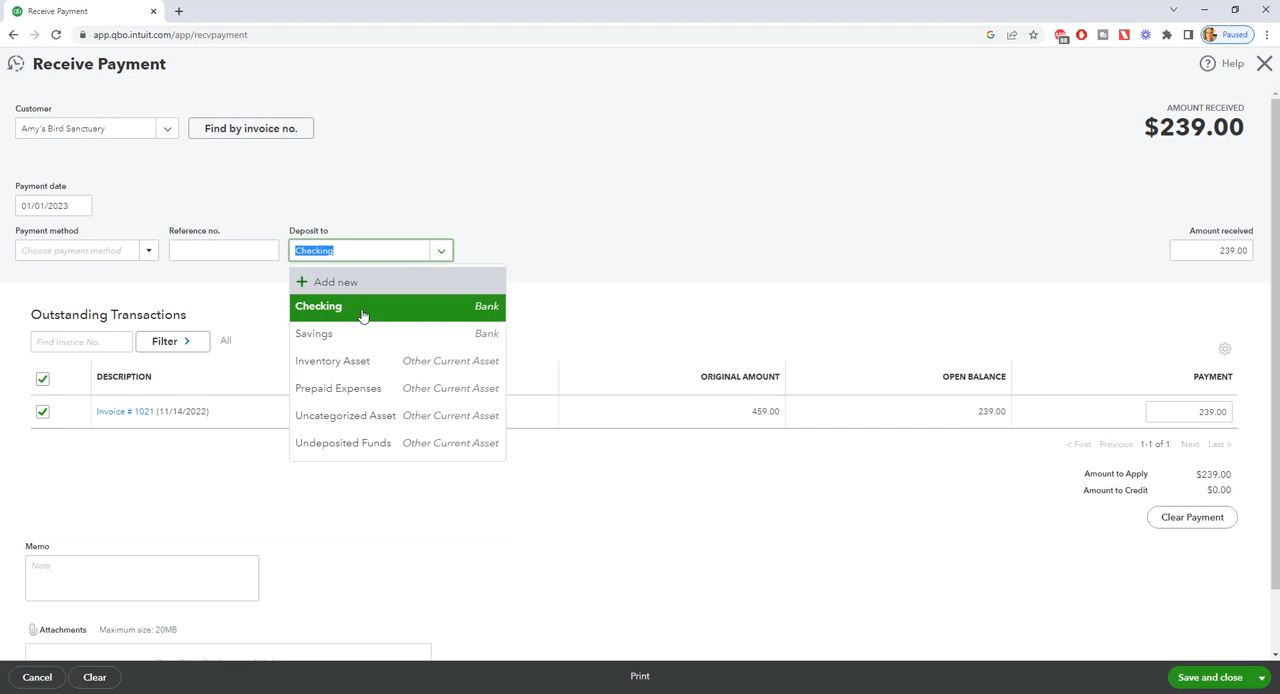 Receive Payment
app.qbo.intuit.com/app/recvpayment
Paused
Receive Payment
Help
Customer
AMOUNT RECEIVED
Amy's Bird Sanctuary
Find by invoice no.
$239.00
Payment date
01/01/2023
Payment method
Reference no.
Deposit to
Amount received
Choose payment method
Checking
239.00
+ Add new
Checking Bank
Savings Bank
Inventory Asset Other Current Asset
Prepaid Expenses Other Current Asset
Uncategorized Asset Other Current Asset
Undeposited Funds Other Current Asset
Outstanding Transactions
Find Invoice No.
Filter >
All
DESCRIPTION ORIGINAL AMOUNT OPEN BALANCE PAYMENT
Invoice # 1021 (11/14/2022) 459.00 239.00 239.00
< First Previous 1-1 of 1 Next Last >
Amount to Apply $239.00
Amount to Credit $0.00
Clear Payment
Memo
Note
Attachments Maximum size: 20MB
Cancel
Clear
Print
Save and close